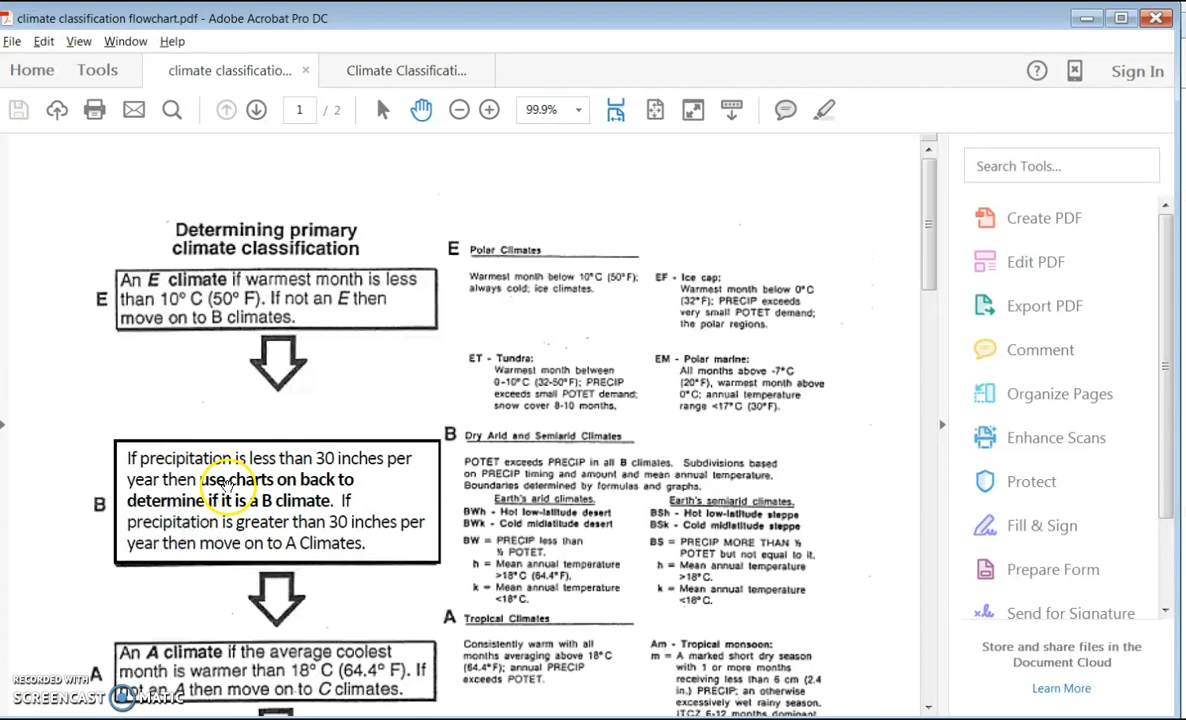 climate classification flowchart.pdf - Adobe Acrobat Pro DC
File Edit View Window Help
Home Tools climate classificatio... × Climate Classificati... Sign In
1 / 2 99.9%
Determining primary
climate classification
E
An E climate if warmest month is less
than 10° C (50° F). If not an E then
move on to B climates.
B
If precipitation is less than 30 inches per
year then use charts on back to
determine if it is a B climate. If
precipitation is greater than 30 inches per
year then move on to A Climates.
A
An A climate if the average coolest
month is warmer than 18° C (64.4° F). If
not an A then move on to C climates.
E Polar Climates
Warmest month below 10°C (50°F);
always cold; ice climates.
EF - Ice cap:
Warmest month below 0°C
(32°F); PRECIP exceeds
very small POTET demand;
the polar regions.
ET - Tundra:
Warmest month between
0-10°C (32-50°F); PRECIP
exceeds small POTET demand;
snow cover 8-10 months.
EM - Polar marine:
All months above -7°C
(20°F), warmest month above
0°C; annual temperature
range <17°C (30°F).
B Dry Arid and Semiarid Climates
POTET exceeds PRECIP in all B climates. Subdivisions based
on PRECIP timing and amount and mean annual temperature.
Boundaries determined by formulas and graphs.
Earth's arid climates.
BWh - Hot low-latitude desert
BWk - Cold midlatitude desert
BW = PRECIP less than
½ POTET.
h = Mean annual temperature
>18°C (64.4°F).
k = Mean annual temperature
<18°C.
Earth's semiarid climates.
BSh - Hot low-latitude steppe
BSk - Cold midlatitude steppe
BS = PRECIP MORE THAN ½
POTET but not equal to it.
h = Mean annual temperature
>18°C.
k = Mean annual temperature
<18°C.
A Tropical Climates
Consistently warm with all
months averaging above 18°C
(64.4°F); annual PRECIP
exceeds POTET.
Am - Tropical monsoon:
m = A marked short dry season
with 1 or more months
receiving less than 6 cm (2.4
in.) PRECIP; an otherwise
excessively wet rainy season.
ITCZ 6-12 months dominant
Search Tools...
Create PDF
Edit PDF
Export PDF
Comment
Organize Pages
Enhance Scans
Protect
Fill & Sign
Prepare Form
Send for Signature
Store and share files in the
Document Cloud
Learn More
RECORDED WITH
SCREENCAST MATIC